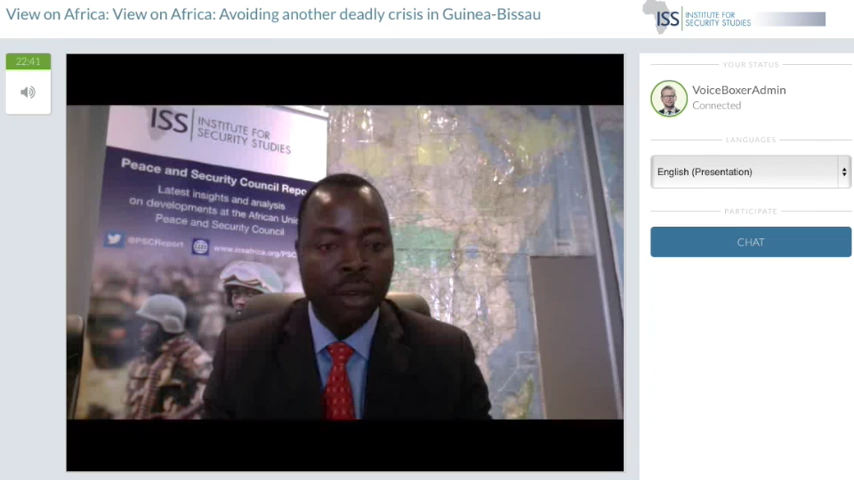 View on Africa: View on Africa: Avoiding another deadly crisis in Guinea-Bissau
ISS INSTITUTE FOR
SECURITY STUDIES
22:41
YOUR STATUS
VoiceBoxerAdmin
Connected
LANGUAGES
English (Presentation)
PARTICIPATE
CHAT
ISS INSTITUTE FOR
SECURITY STUDIES
Peace and Security Council Repo
Latest insights and analysis
on developments at the African Unio
Peace and Security Council
@PSCReport
www.issafrica.org/PSC